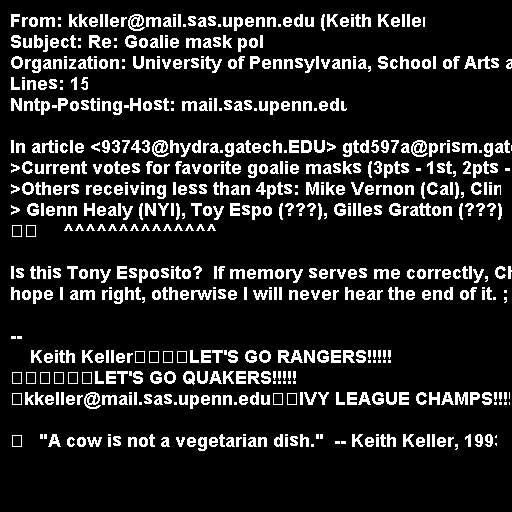 From: kkeller@mail.sas.upenn.edu (Keith Keller
Subject: Re: Goalie mask pol
Organization: University of Pennsylvania, School of Arts a
Lines: 15
Nntp-Posting-Host: mail.sas.upenn.edu
In article <93743@hydra.gatech.EDU> gtd597a@prism.gat
>Current votes for favorite goalie masks (3pts - 1st, 2pts -
>Others receiving less than 4pts: Mike Vernon (Cal), Clin
> Glenn Healy (NYI), Toy Espo (???), Gilles Gratton (???)
□□ ^^^^^^^^^^^^^^
Is this Tony Esposito?  If memory serves me correctly, Ch
hope I am right, otherwise I will never hear the end of it. ;
--
Keith Keller□□□□LET'S GO RANGERS!!!!!
□□□□□□LET'S GO QUAKERS!!!!!
□kkeller@mail.sas.upenn.edu□□IVY LEAGUE CHAMPS!!!!
□ "A cow is not a vegetarian dish."  -- Keith Keller, 1993